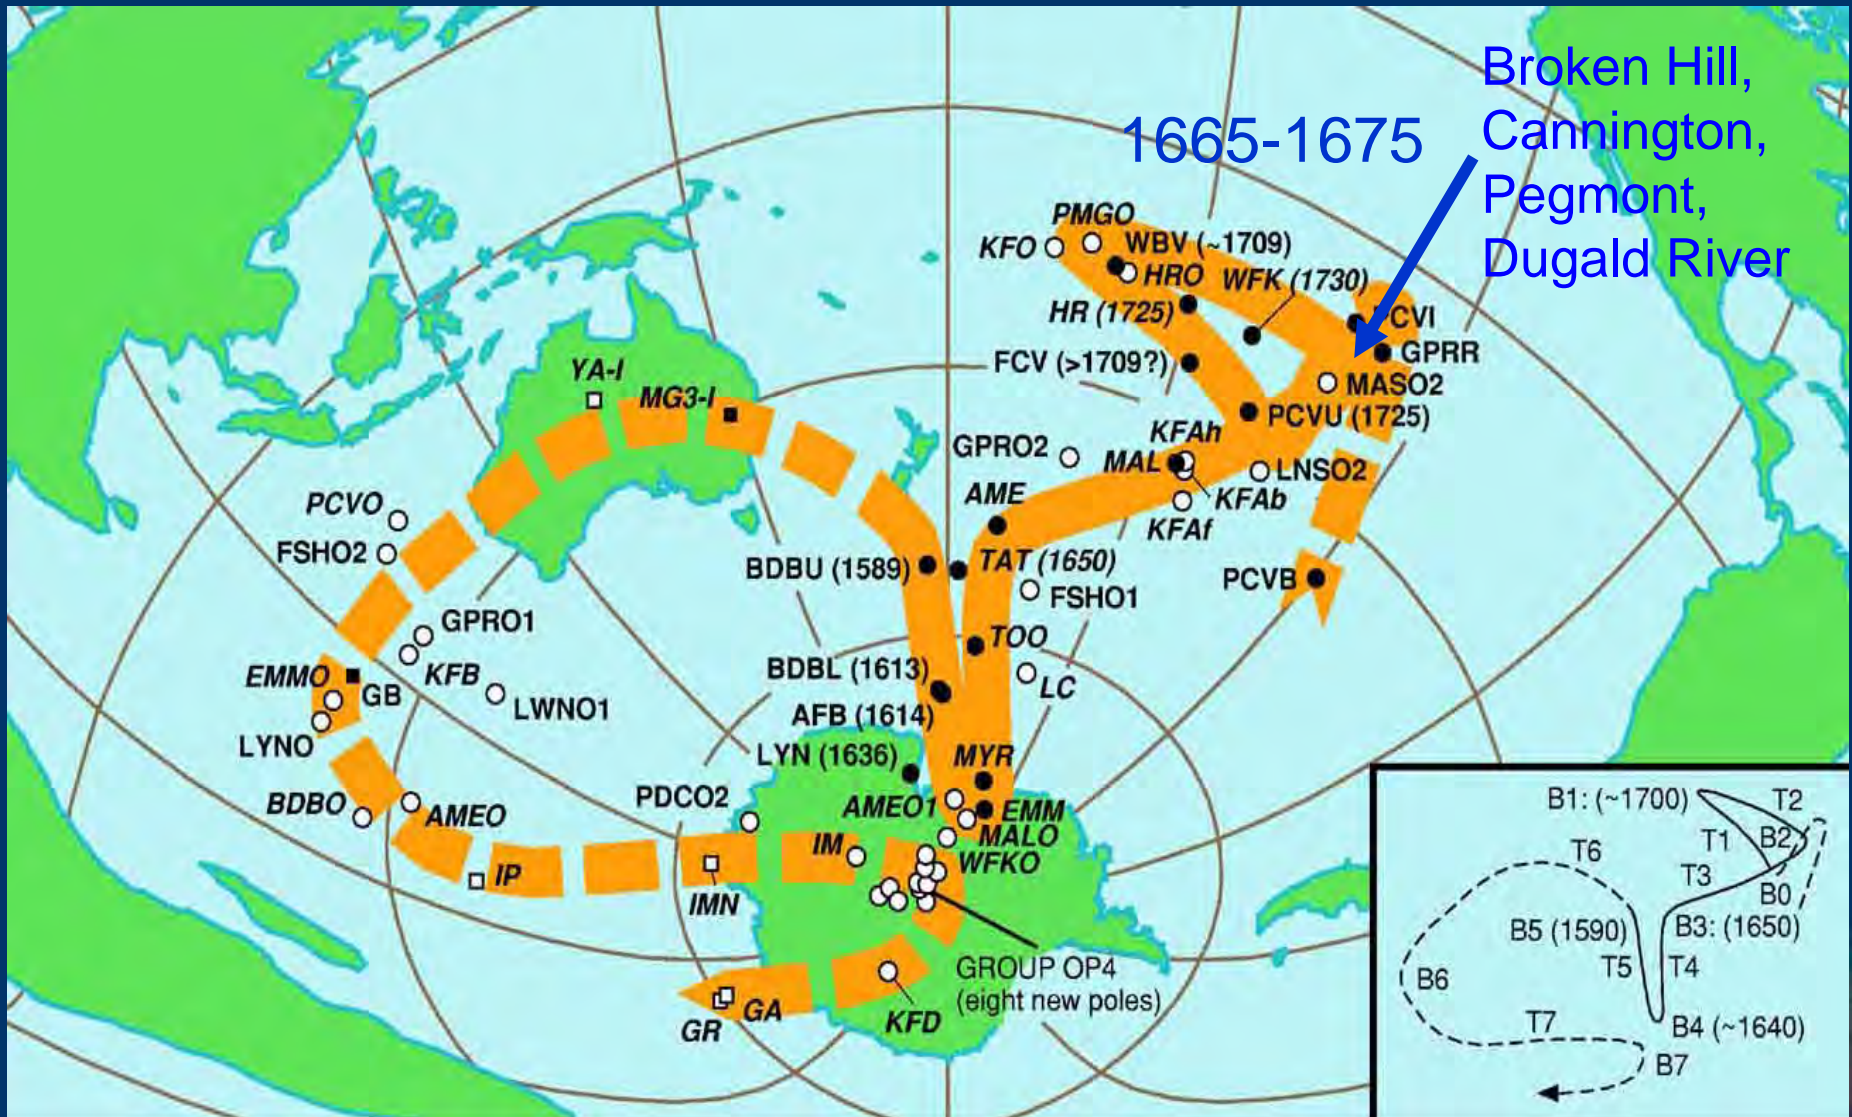 Broken Hill,
Cannington,
Pegmont,
Dugald River
1665-1675
PMGO
KFO
WBV (~1709)
HRO
WFK (1730)
HR (1725)
PCVI
FCV (>1709?)
GPRR
MASO2
PCVU (1725)
YA-I
MG3-I
KFAh
GPRO2
MAL
LNSO2
KFAb
KFAf
AME
PCVO
FSHO2
BDBU (1589)
TAT (1650)
FSHO1
PCVB
GPRO1
TOO
KFB
EMMO
GB
LWNO1
BDBL (1613)
LC
AFB (1614)
LYNO
LYN (1636)
MYR
PDCO2
BDBO
AMEO
AMEO1
EMM
MALO
IM
WFKO
IP
IMN
GROUP OP4
(eight new poles)
GA
GR
KFD
B1: (~1700)
T2
T1
B2
T6
T3
B0
B5 (1590)
B3: (1650)
T5
T4
B6
T7
B4 (~1640)
B7